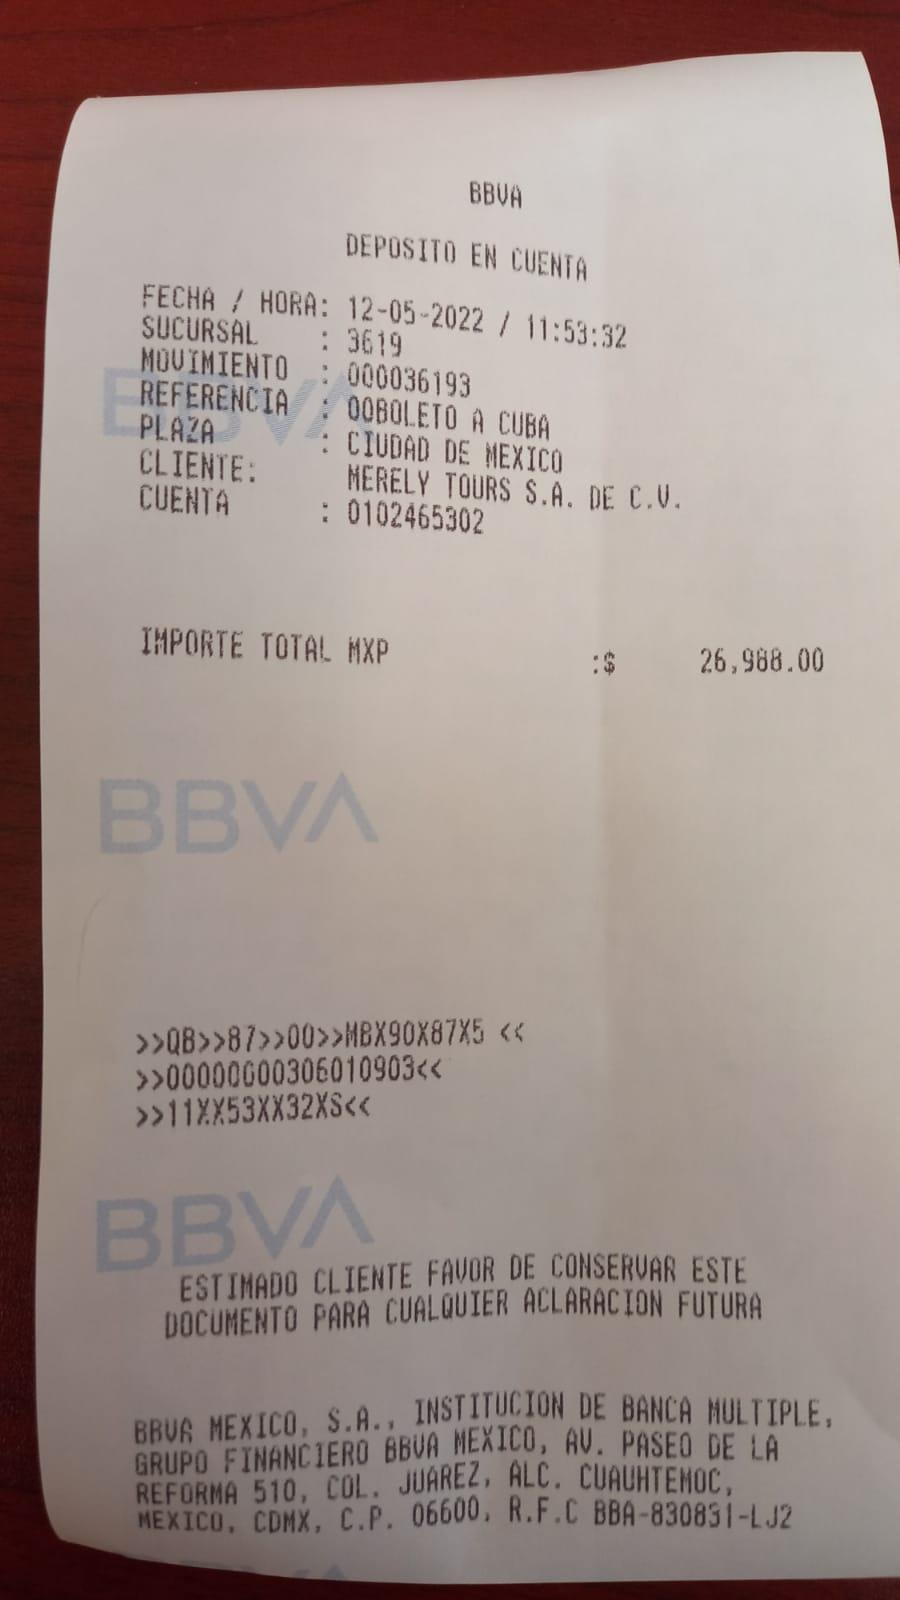 BBVA
DEPOSITO EN CUENTA
FECHA / HORA: 12-05-2022 / 11:53:32
SUCURSAL : 3619
MOVIMIENTO : 000036193
REFERENCIA : 00BOLETO A CUBA
PLAZA : CIUDAD DE MEXICO
CLIENTE: MERELY TOURS S.A. DE C.V.
CUENTA : 0102465302
IMPORTE TOTAL MXP :$ 26,988.00
BBVA
BBVA
>>QB>>87>>00>>MBX90X87X5 <<
>>00000000306010903<<
>>11XX53XX32XS<<
BBVA
ESTIMADO CLIENTE FAVOR DE CONSERVAR ESTE
DOCUMENTO PARA CUALQUIER ACLARACION FUTURA
BBVA MEXICO, S.A., INSTITUCION DE BANCA MULTIPLE,
GRUPO FINANCIERO BBVA MEXICO, AV. PASEO DE LA
REFORMA 510, COL. JUAREZ, ALC. CUAUHTEMOC,
MEXICO, CDMX, C.P. 06600, R.F.C BBA-830831-LJ2